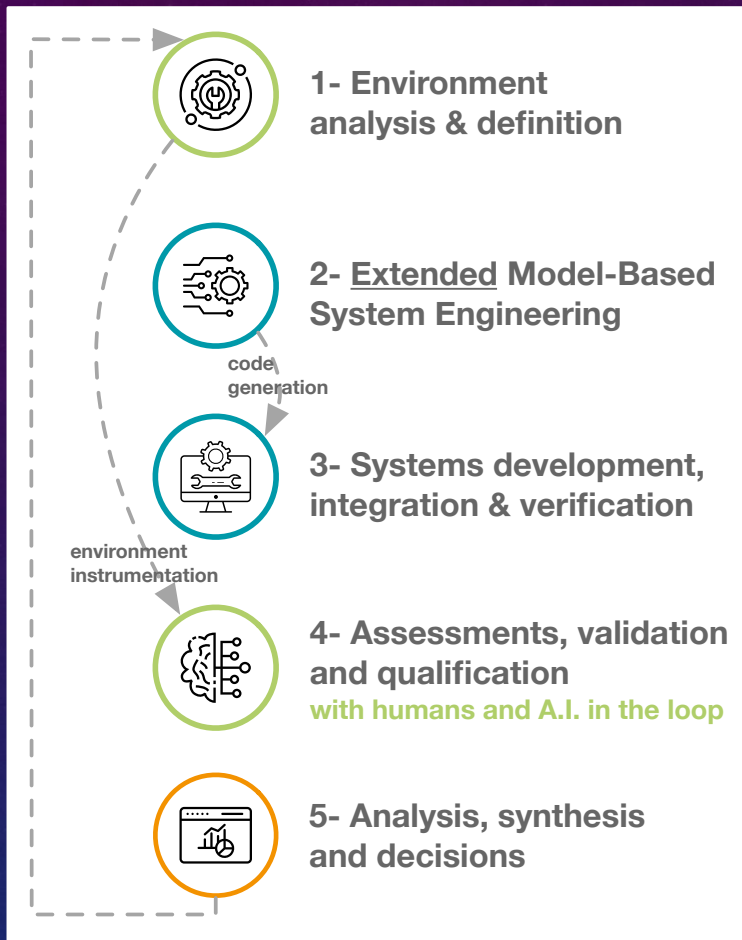 1- Environment
analysis & definition
2- Extended Model-Based
System Engineering
code
generation
3- Systems development,
integration & verification
environment
instrumentation
4- Assessments, validation
and qualification
with humans and A.I. in the loop
5- Analysis, synthesis
and decisions